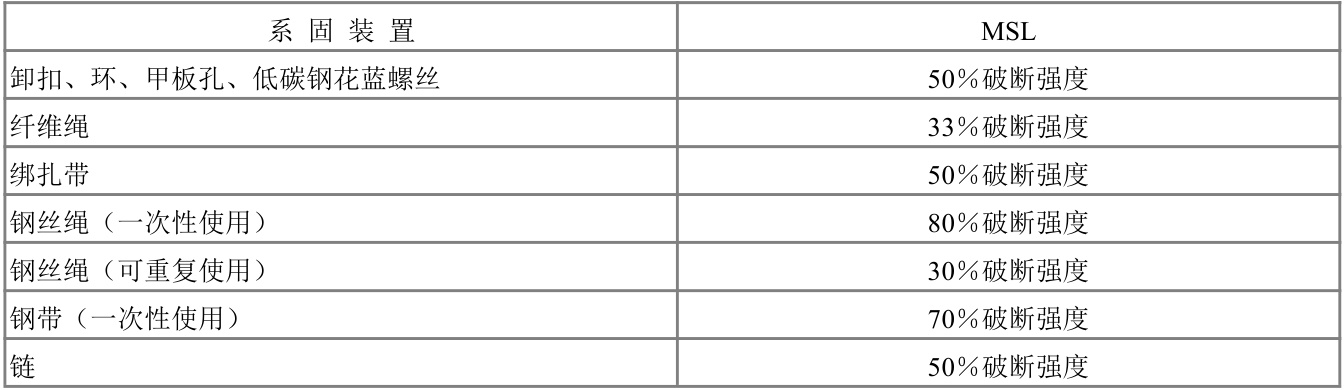 系 固 装 置 MSL
卸扣、环、甲板孔、低碳钢花蓝螺丝 50％破断强度
纤维绳 33％破断强度
绑扎带 50％破断强度
钢丝绳（一次性使用） 80％破断强度
钢丝绳（可重复使用） 30％破断强度
钢带（一次性使用） 70％破断强度
链 50％破断强度